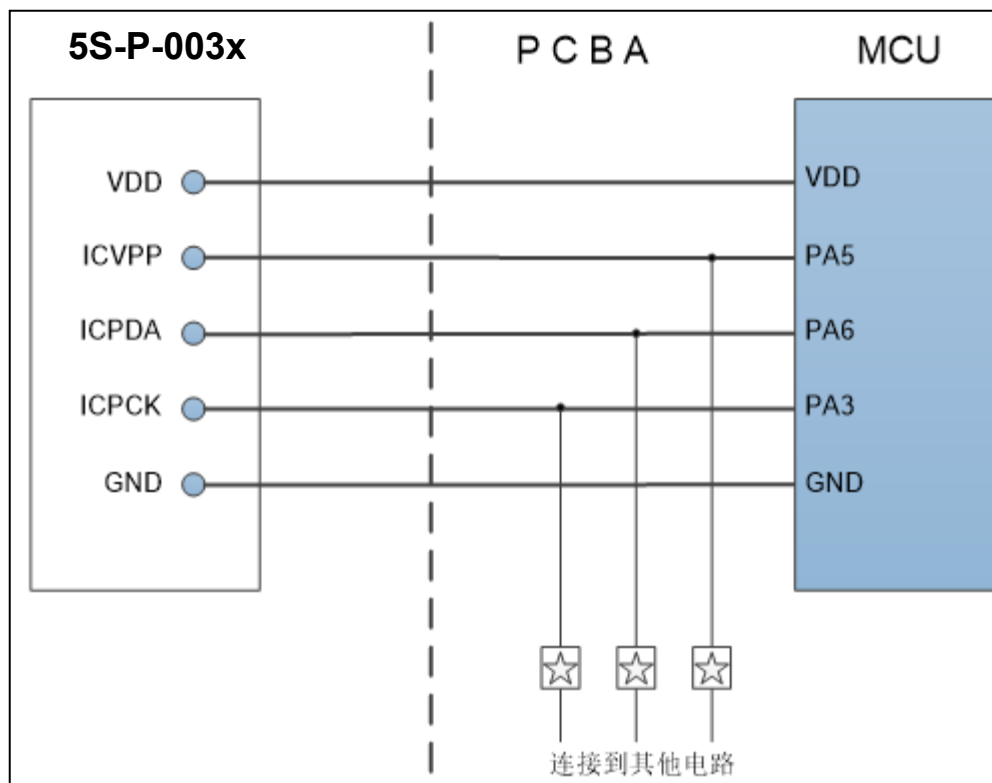 5S-P-003x P C B A MCU
VDD VDD
ICVPP PA5
ICPDA PA6
ICPCK PA3
GND GND
连接到其他电路